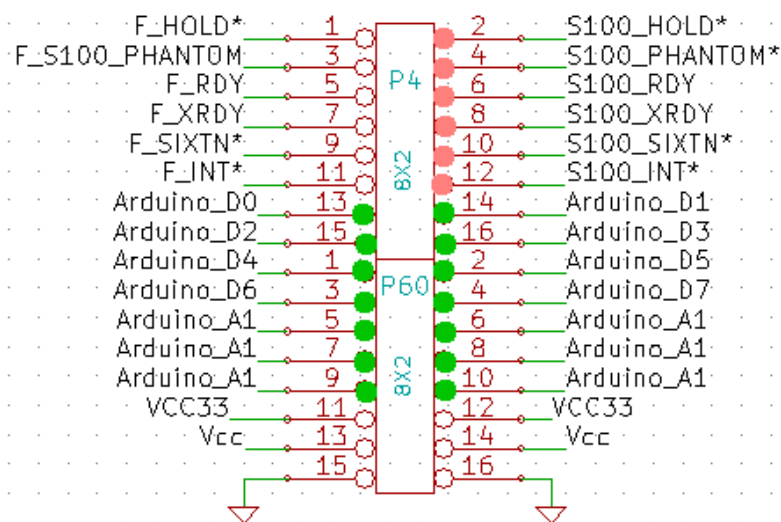 F_HOLD* 1 2 S100_HOLD*
F_S100_PHANTOM 3 4 S100_PHANTOM*
F_RDY 5 P4 6 S100_RDY
F_XRDY 7 8 S100_XRDY
F_SIXTN* 9 10 S100_SIXTN*
F_INT* 11 8X2 12 S100_INT*
Arduino_D0 13 14 Arduino_D1
Arduino_D2 15 16 Arduino_D3
Arduino_D4 1 2 Arduino_D5
Arduino_D6 3 P60 4 Arduino_D7
Arduino_A1 5 6 Arduino_A1
Arduino_A1 7 8 Arduino_A1
Arduino_A1 9 8X2 10 Arduino_A1
VCC33 11 12 VCC33
Vcc 13 14 Vcc
15 16